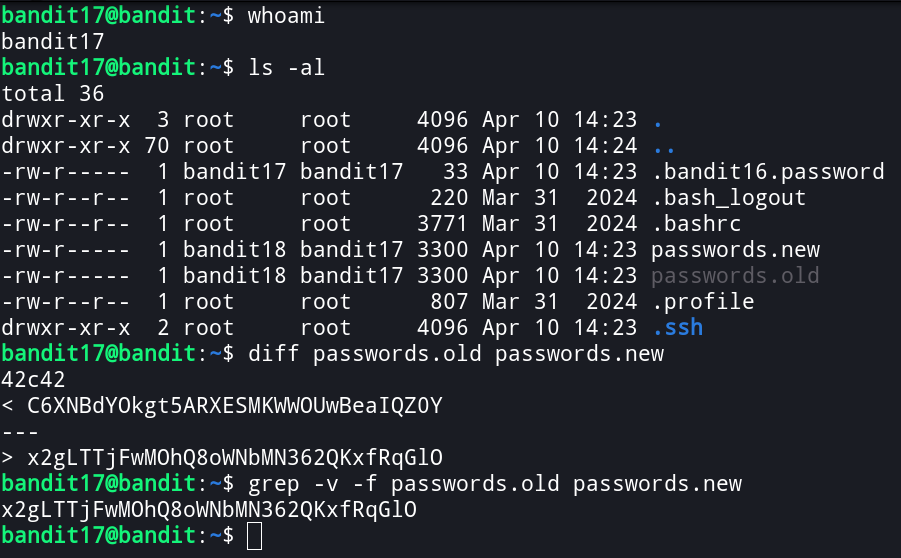 bandit17@bandit:~$ whoami
bandit17
bandit17@bandit:~$ ls -al
total 36
drwxr-xr-x  3 root     root     4096 Apr 10 14:23 .
drwxr-xr-x 70 root     root     4096 Apr 10 14:24 ..
-rw-r-----  1 bandit17 bandit17   33 Apr 10 14:23 .bandit16.password
-rw-r--r--  1 root     root      220 Mar 31  2024 .bash_logout
-rw-r--r--  1 root     root     3771 Mar 31  2024 .bashrc
-rw-r-----  1 bandit18 bandit17 3300 Apr 10 14:23 passwords.new
-rw-r-----  1 bandit18 bandit17 3300 Apr 10 14:23 passwords.old
-rw-r--r--  1 root     root      807 Mar 31  2024 .profile
drwxr-xr-x  2 root     root     4096 Apr 10 14:23 .ssh
bandit17@bandit:~$ diff passwords.old passwords.new
42c42
< C6XNBdYOkgt5ARXESMKWWOUwBeaIQZ0Y
---
> x2gLTTjFwMOhQ8oWNbMN362QKxfRqGlO
bandit17@bandit:~$ grep -v -f passwords.old passwords.new
x2gLTTjFwMOhQ8oWNbMN362QKxfRqGlO
bandit17@bandit:~$